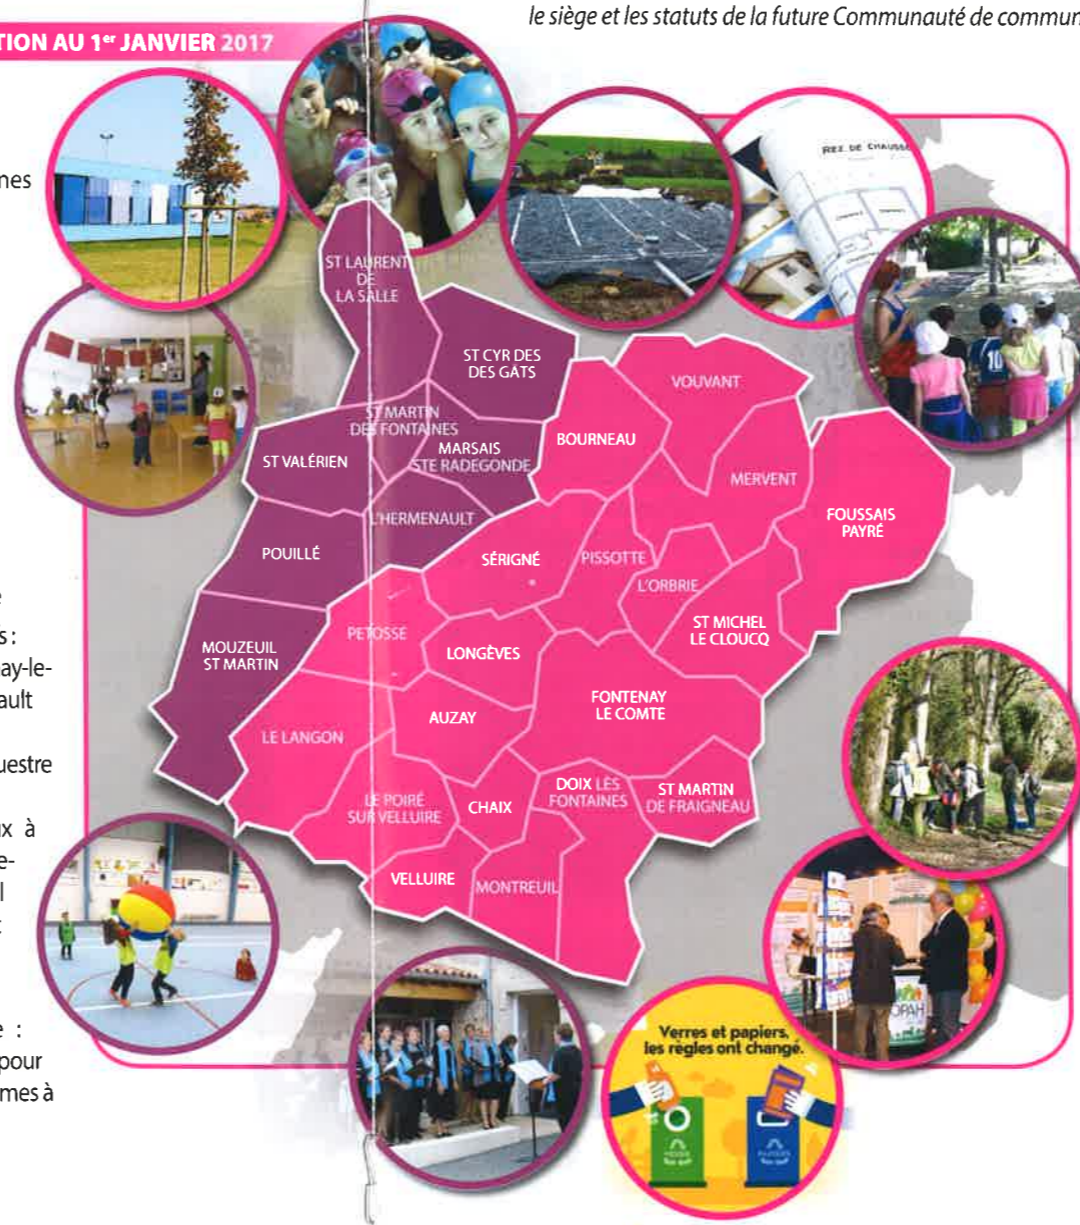 le siège et les statuts de la future Communauté de commun
TION AU 1er JANVIER 2017
nes
REZ DE CHAUSS
ST LAURENT
DE
LA SALLE
ST CYR DES
DES GÂTS
VOUVANT
ST MARTIN
DES FONTAINES
BOURNEAU
MARSAIS
STE RADEGONDE
ST VALÉRIEN
MERVENT
10
L'HERMENAULT
FOUSSAIS
PAYRÉ
POUILLÉ
SÉRIGNÉ
PISSOTTE
L'ORBRIE
e
s :
ay-le-
ault
PETOSSE
ST MICHEL
LE CLOUCQ
MOUZEUIL
ST MARTIN
LONGÈVES
FONTENAY
LE COMTE
AUZAY
LE LANGON
uestre
DOIX LES
FONTAINES
ST MARTIN
DE FRAIGNEAU
LE POIRÉ
SUR VELLUIRE
CHAIX
ux à
e-
l
t
VELLUIRE
MONTREUIL
OPAH
e :
pour
mes à
Verres et papiers,
les règles ont changé.